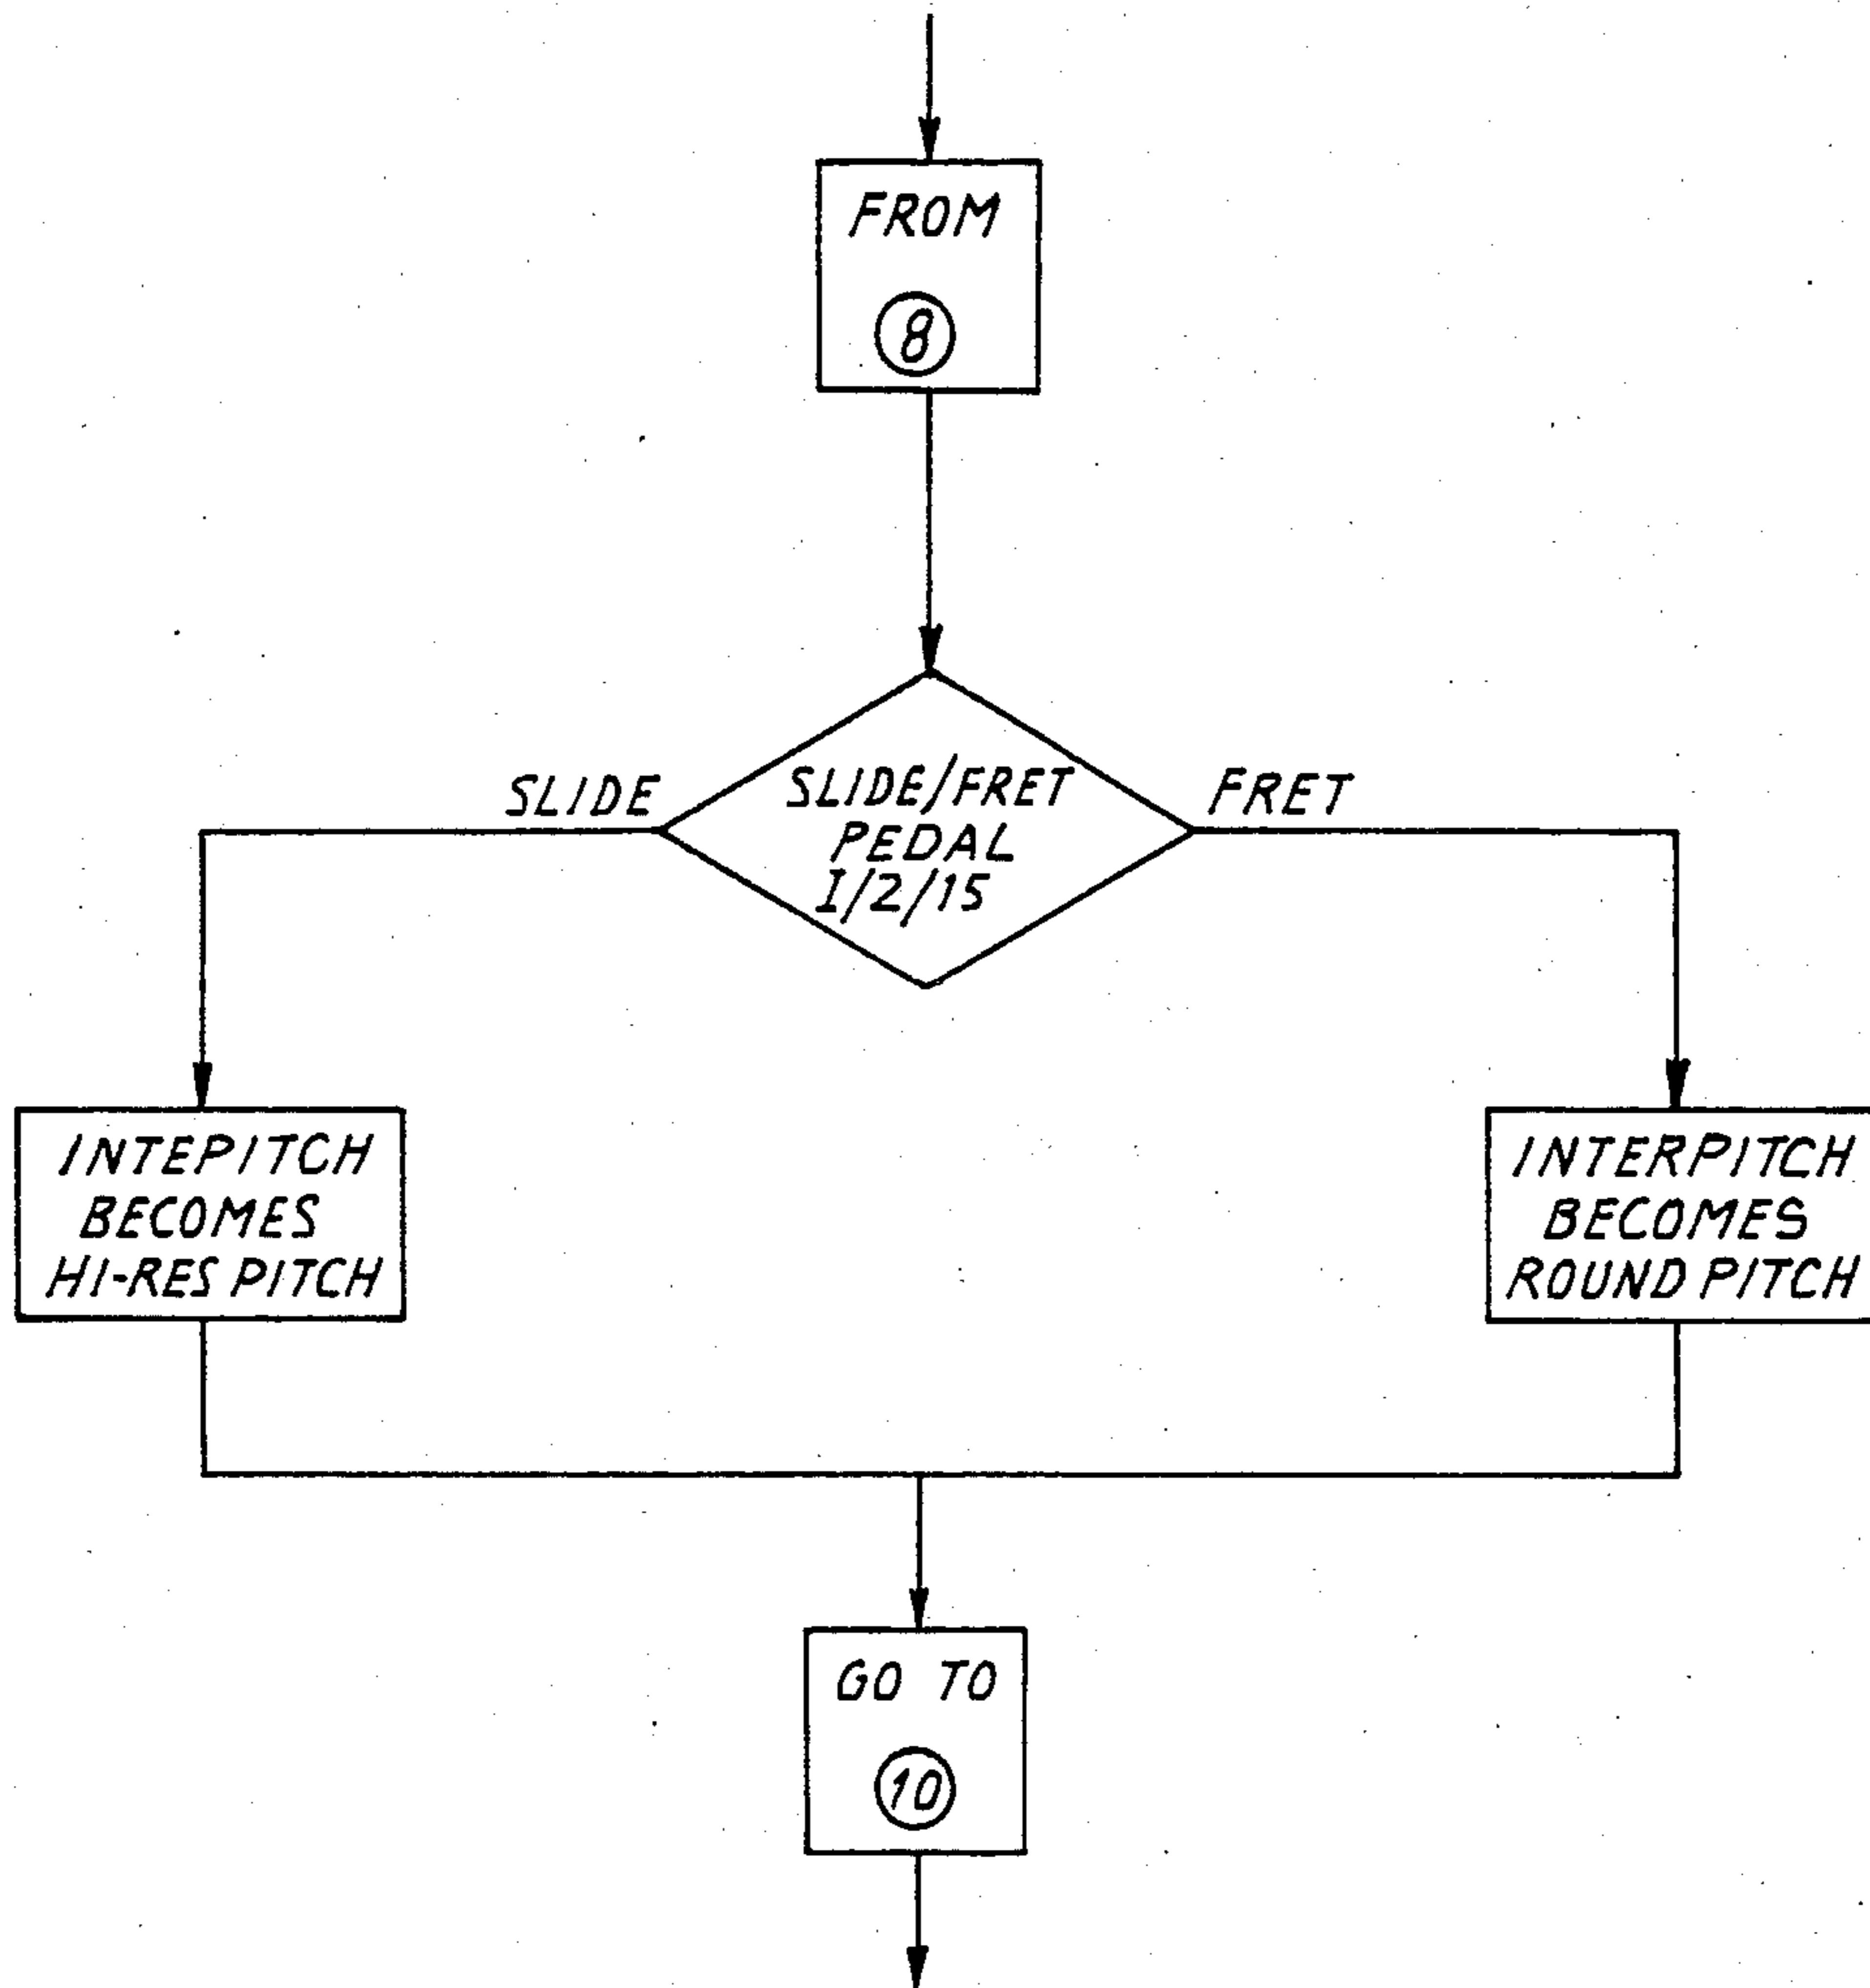 FROM
8
SLIDE
SLIDE/FRET
PEDAL
I/2/15
FRET
INTEPITCH
BECOMES
HI-RES PITCH
INTERPITCH
BECOMES
ROUND PITCH
GO TO
10